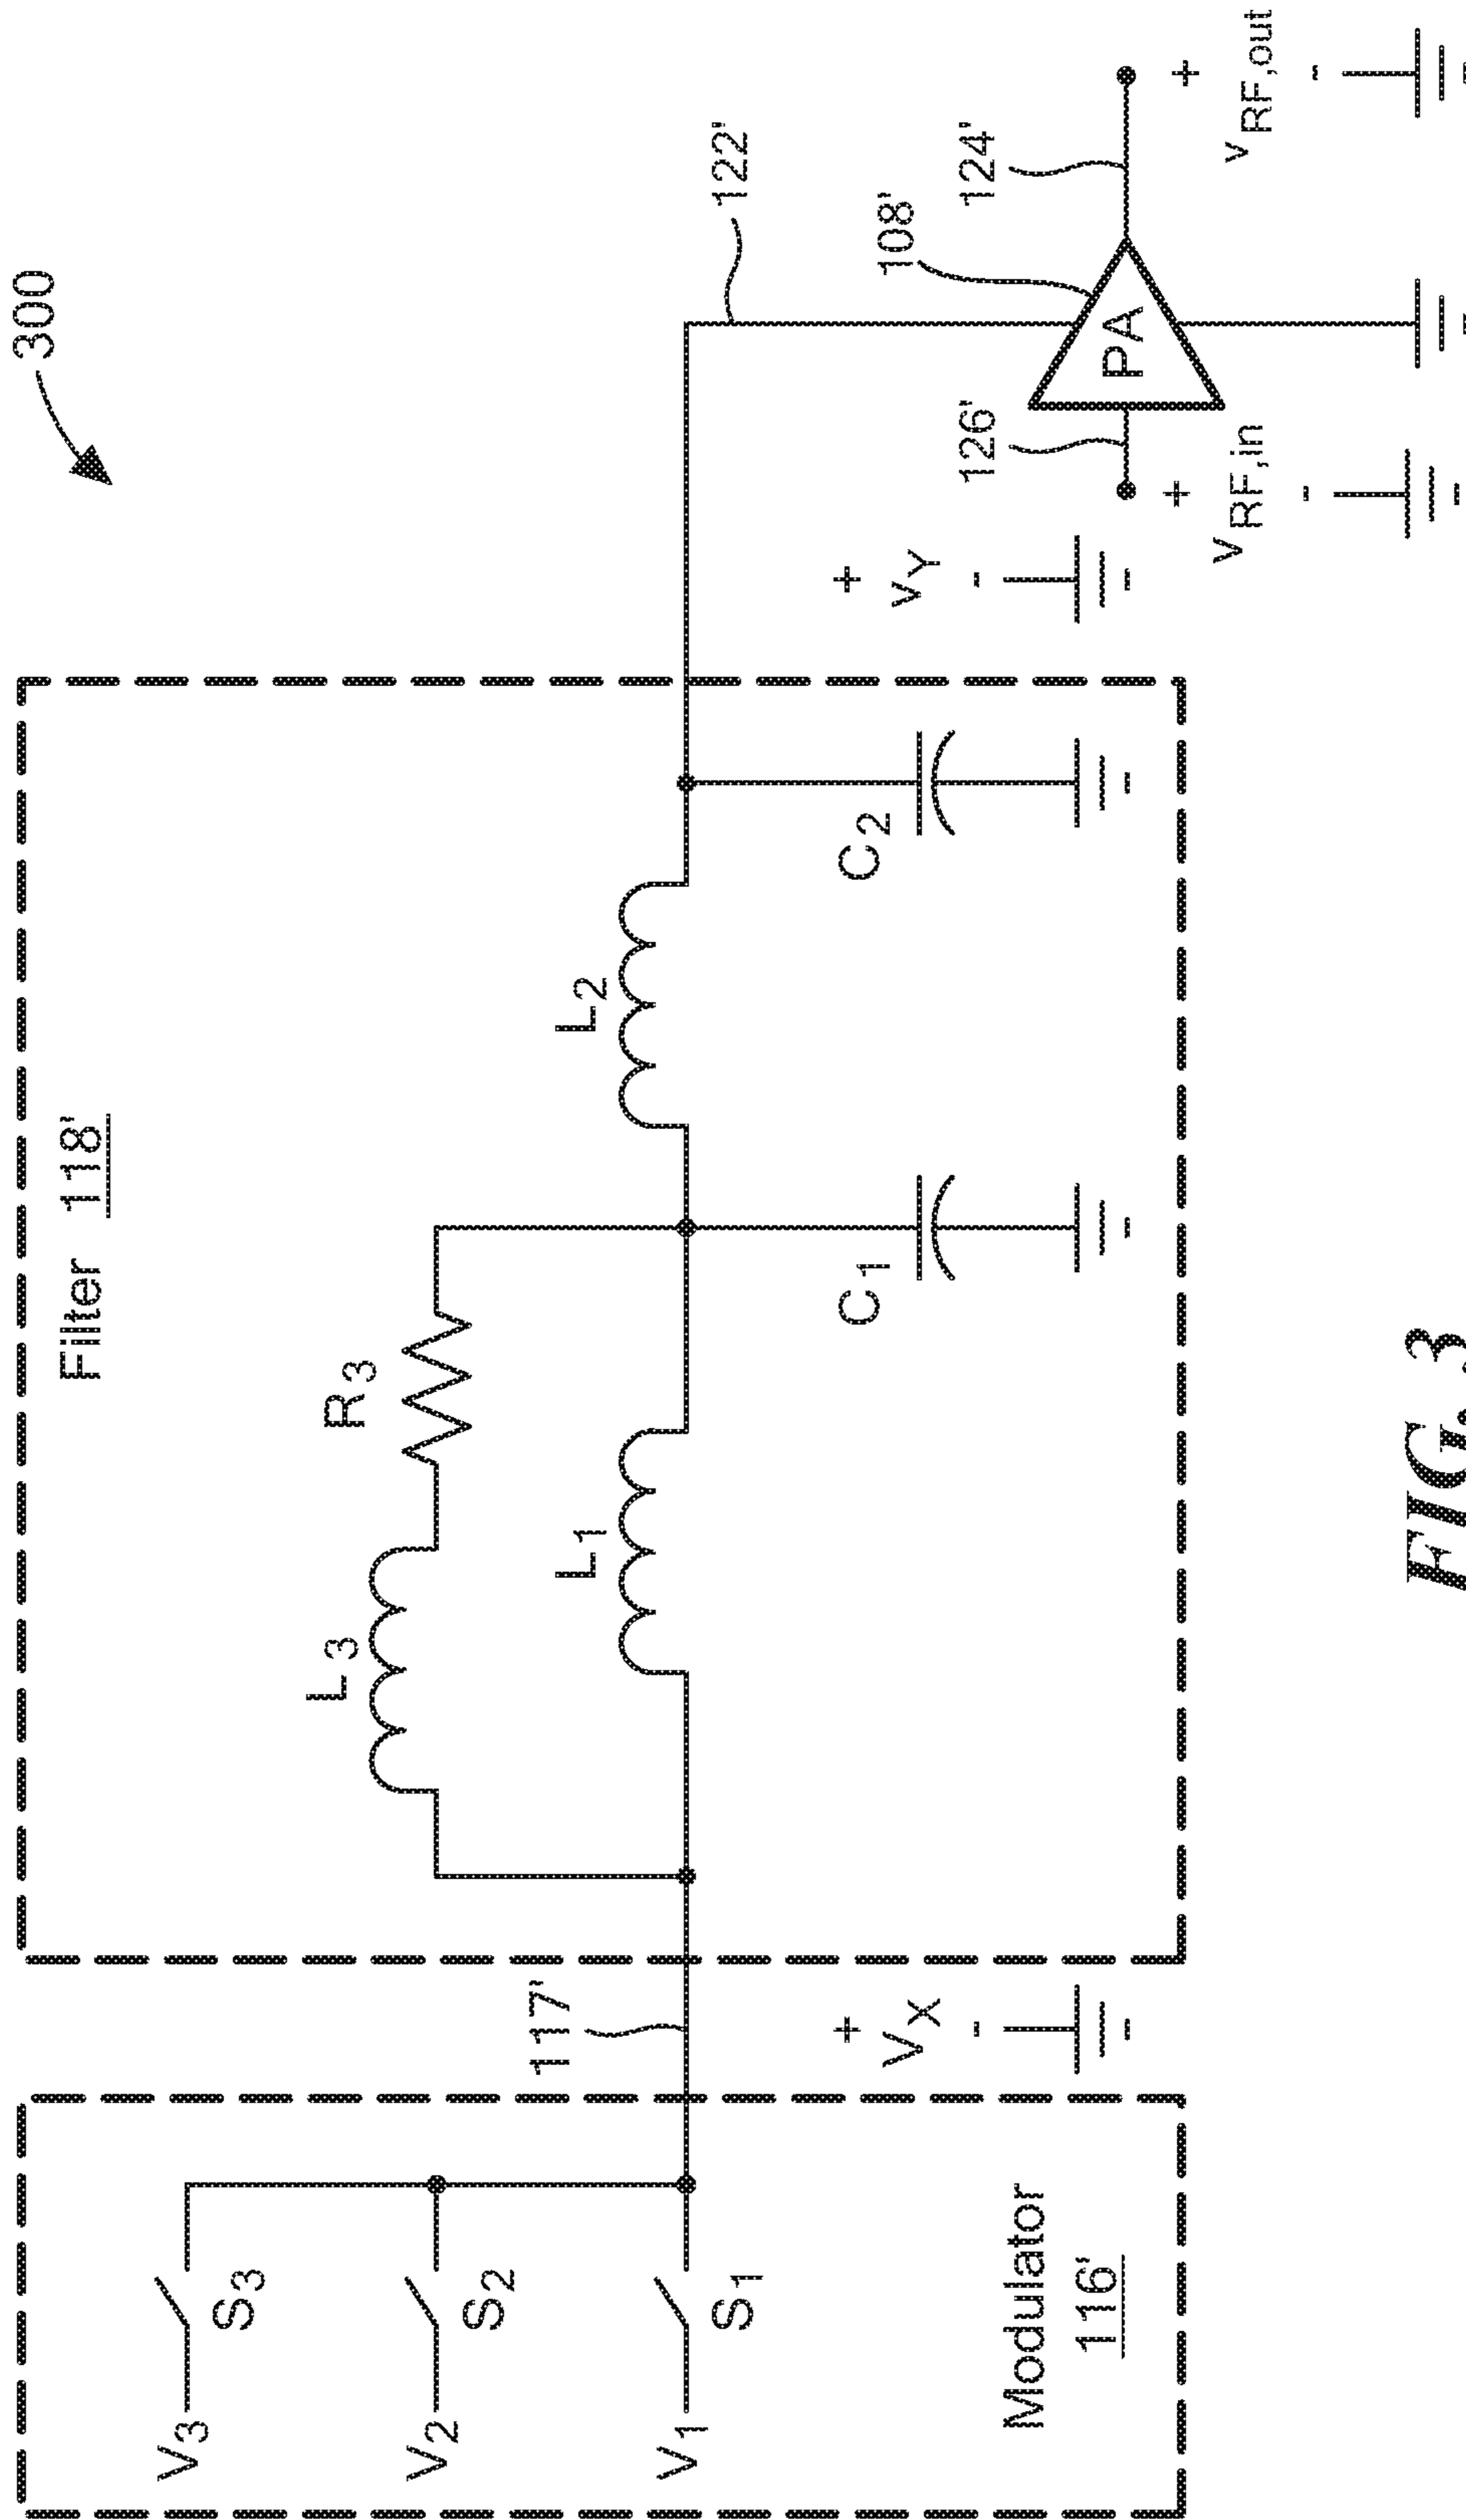 300
Filter 118'
L3
R3
L1
L2
C1
C2
V3
S3
V2
S2
V1
S1
Modulator
116'
117'
+
VX
-
+
vY
-
122'
108'
PA
126'
124'
+
vRF,in
-
+
vRF,out
-
FIG. 3